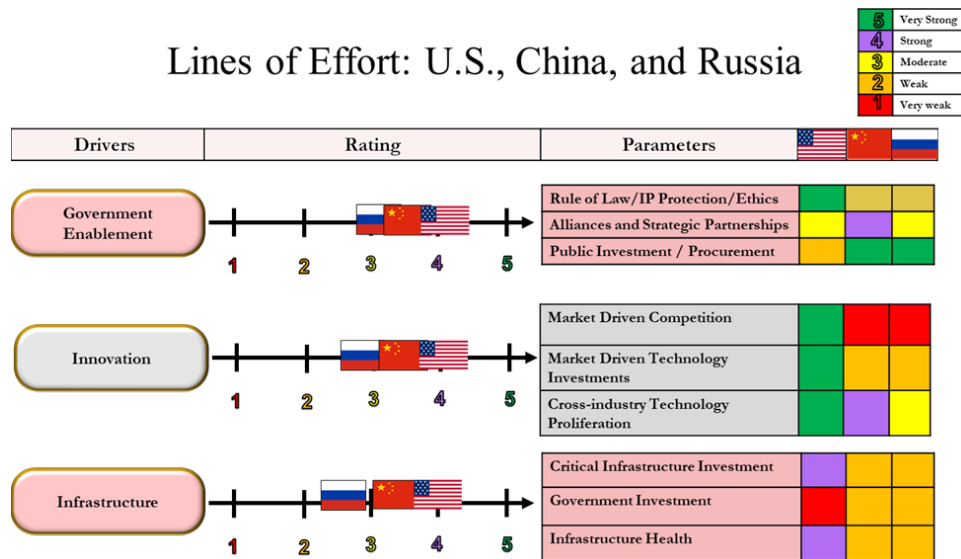 5 Very Strong
4 Strong
3 Moderate
2 Weak
1 Very weak
Lines of Effort: U.S., China, and Russia
Drivers Rating Parameters
Government
Enablement
1 2 3 4 5
Rule of Law/IP Protection/Ethics
Alliances and Strategic Partnerships
Public Investment / Procurement
Innovation
1 2 3 4 5
Market Driven Competition
Market Driven Technology
Investments
Cross-industry Technology
Proliferation
Infrastructure
1 2 3 4 5
Critical Infrastructure Investment
Government Investment
Infrastructure Health